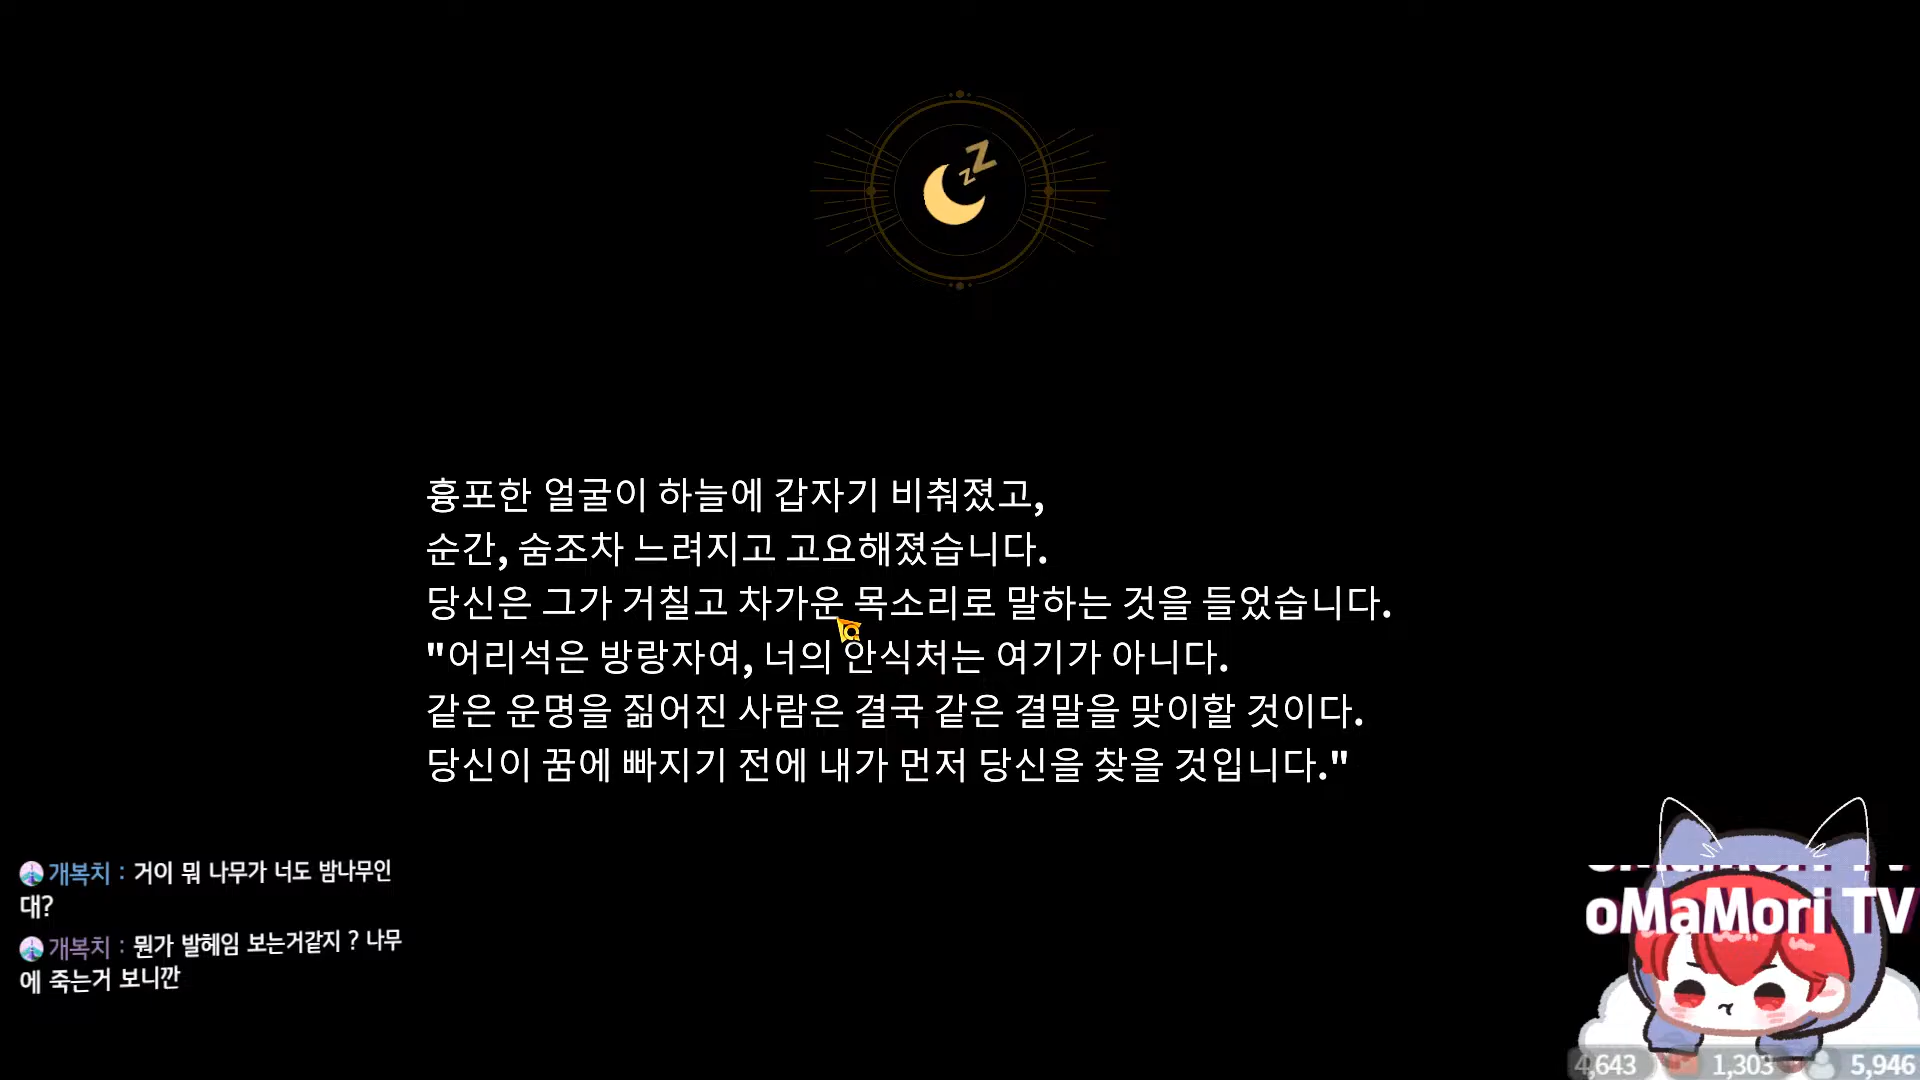 흉포한 얼굴이 하늘에 갑자기 비춰졌고,
순간, 숨조차 느려지고 고요해졌습니다.
당신은 그가 거칠고 차가운 목소리로 말하는 것을 들었습니다.
"어리석은 방랑자여, 너의 안식처는 여기가 아니다.
같은 운명을 짊어진 사람은 결국 같은 결말을 맞이할 것이다.
당신이 꿈에 빠지기 전에 내가 먼저 당신을 찾을 것입니다."
개복치 : 거이 뭐 나무가 너도 밤나무인
대?
개복치 : 뭔가 발헤임 보는거같지 ? 나무
에 죽는거 보니깐
oMaMori TV
4,643 1,303 5,946